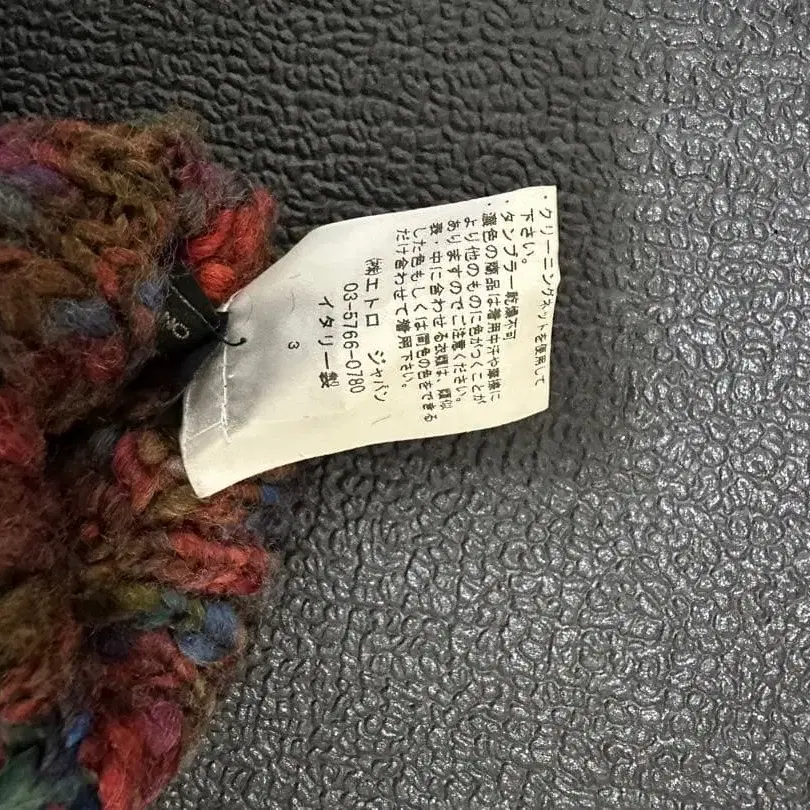 ・クリーニングネットを使用して
下さい。
・タンブラー乾燥不可
・濃色の商品は着用中汗や摩擦に
より他のものに色がつくことが
ありますのでご注意ください。
表・中に合わせる衣類は、類似
した色もしくは同色の色をできる
だけ合わせて着用下さい。
㈱エトロ ジャパン
03-5766-0780
イタリー製
3